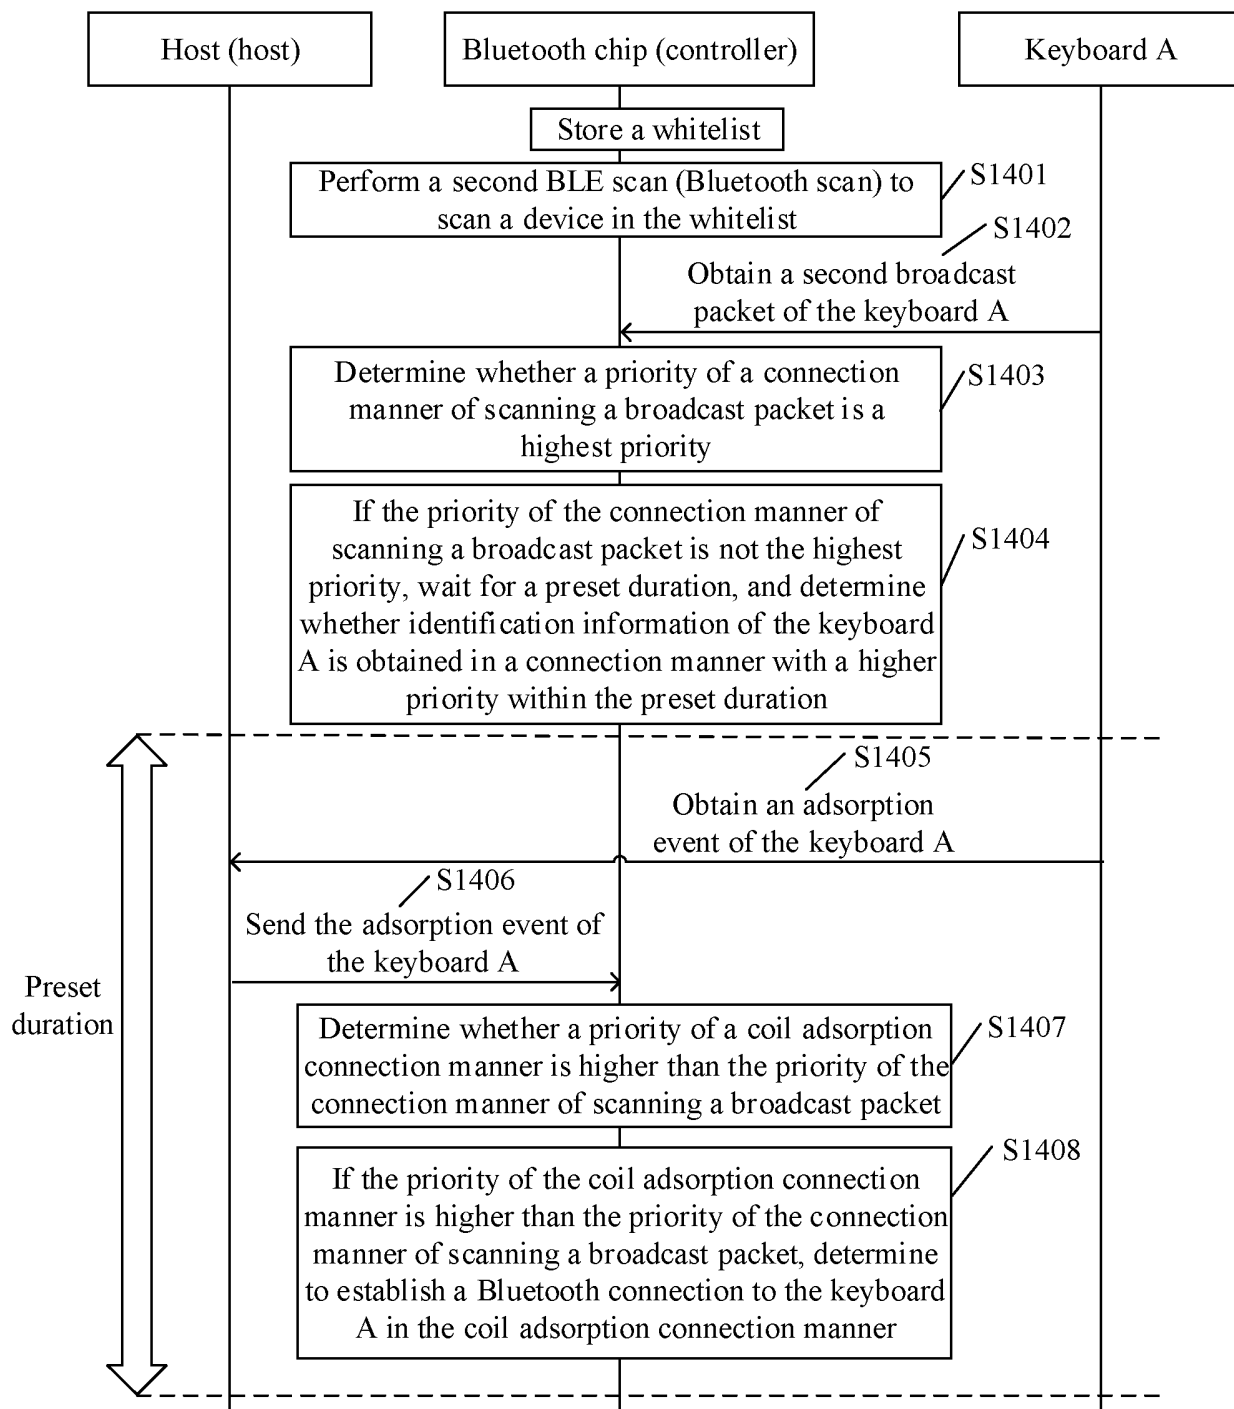 Host (host)
Bluetooth chip (controller)
Keyboard A
Store a whitelist
Perform a second BLE scan (Bluetooth scan) to
scan a device in the whitelist
S1401
S1402
Obtain a second broadcast
packet of the keyboard A
Determine whether a priority of a connection
manner of scanning a broadcast packet is a
highest priority
S1403
If the priority of the connection manner of
scanning a broadcast packet is not the highest
priority, wait for a preset duration, and determine
whether identification information of the keyboard
A is obtained in a connection manner with a higher
priority within the preset duration
S1404
S1405
Obtain an adsorption
event of the keyboard A
S1406
Send the adsorption event of
the keyboard A
Preset
duration
Determine whether a priority of a coil adsorption
connection manner is higher than the priority of the
connection manner of scanning a broadcast packet
S1407
If the priority of the coil adsorption connection
manner is higher than the priority of the connection
manner of scanning a broadcast packet, determine
to establish a Bluetooth connection to the keyboard
A in the coil adsorption connection manner
S1408